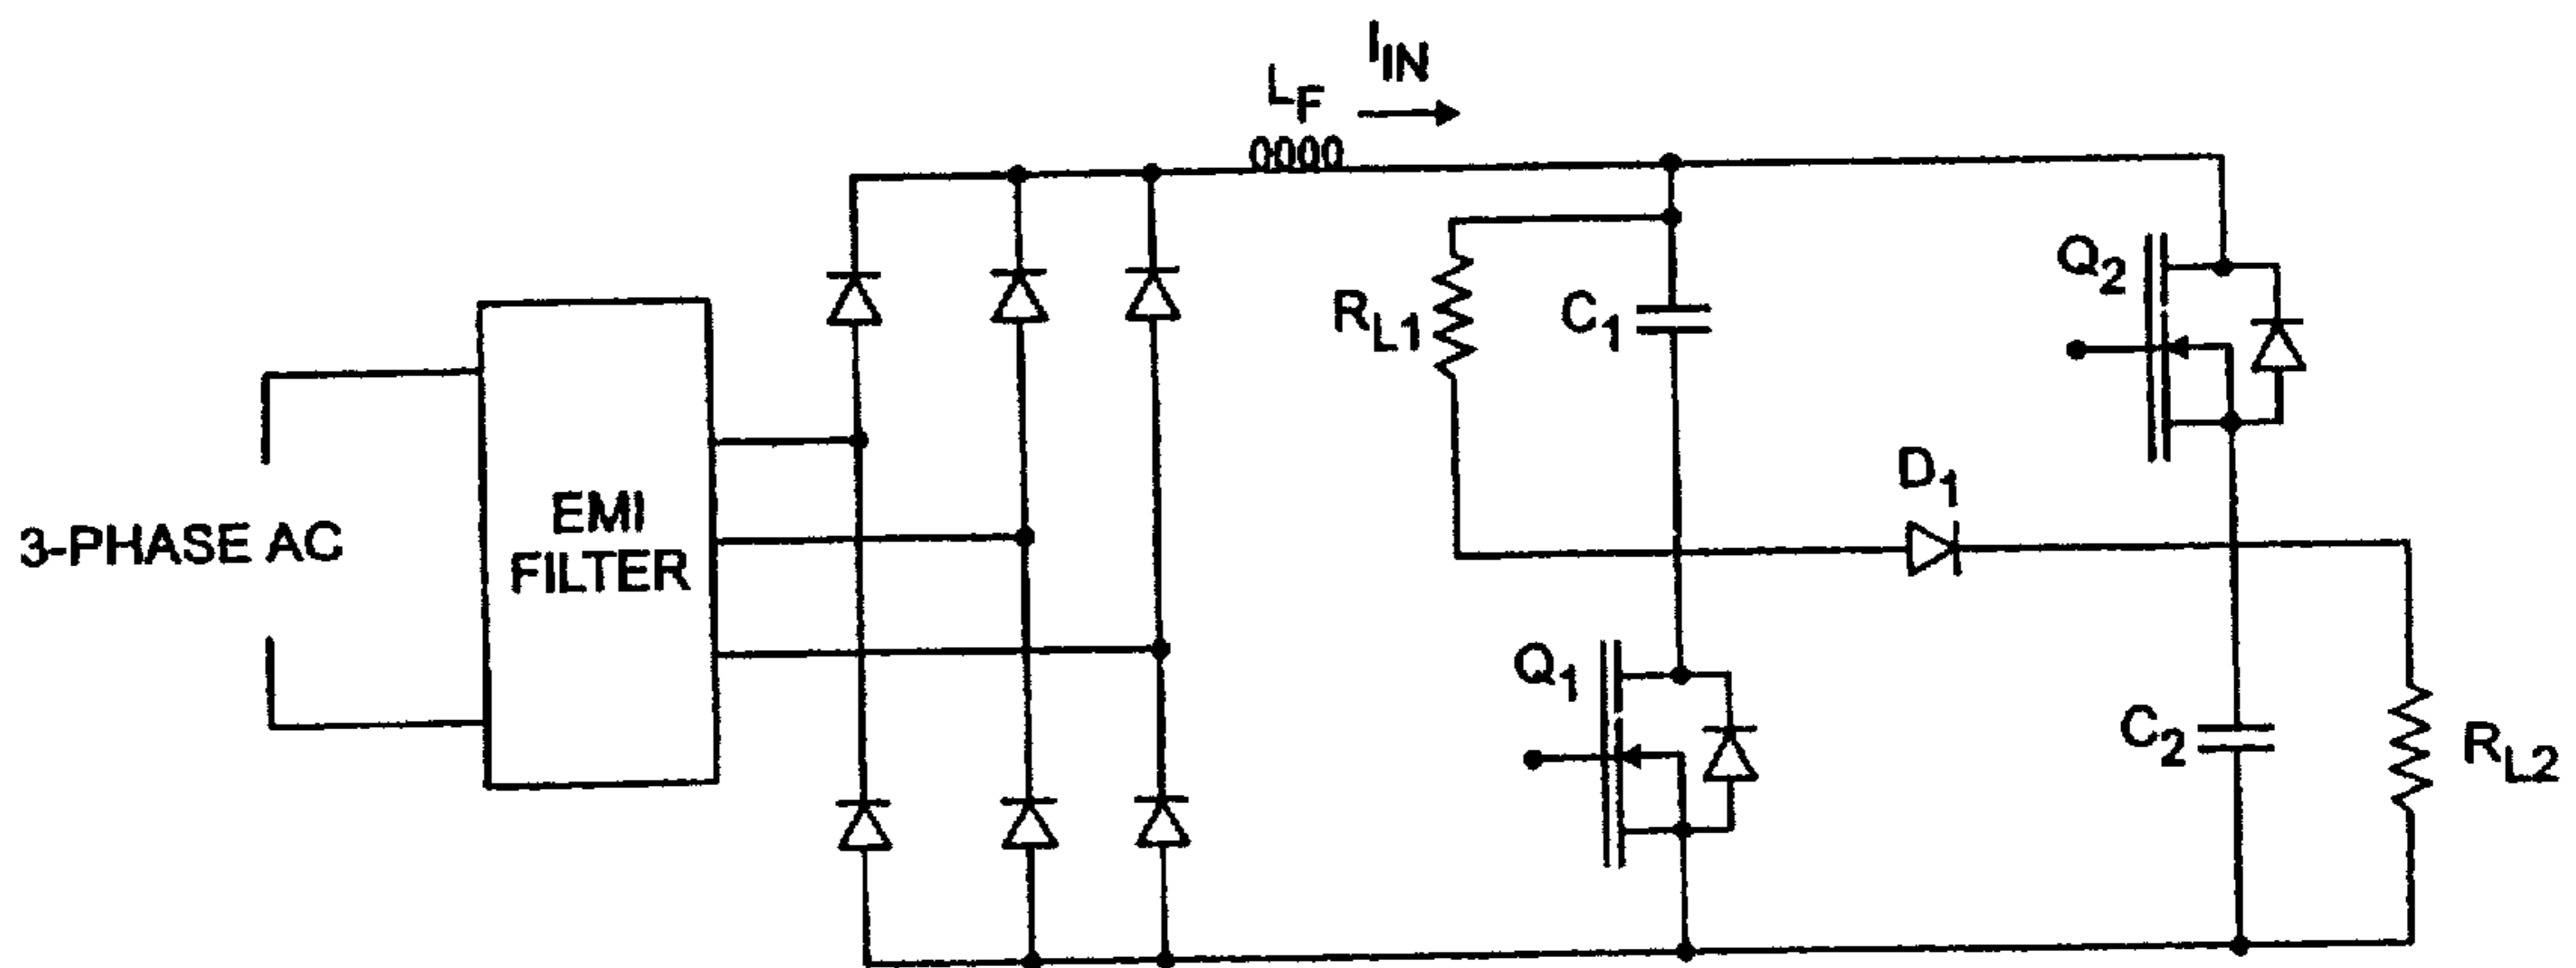 I_IN
L_F
R_L1
C_1
Q_2
D_1
3-PHASE AC
EMI
FILTER
Q_1
C_2
R_L2